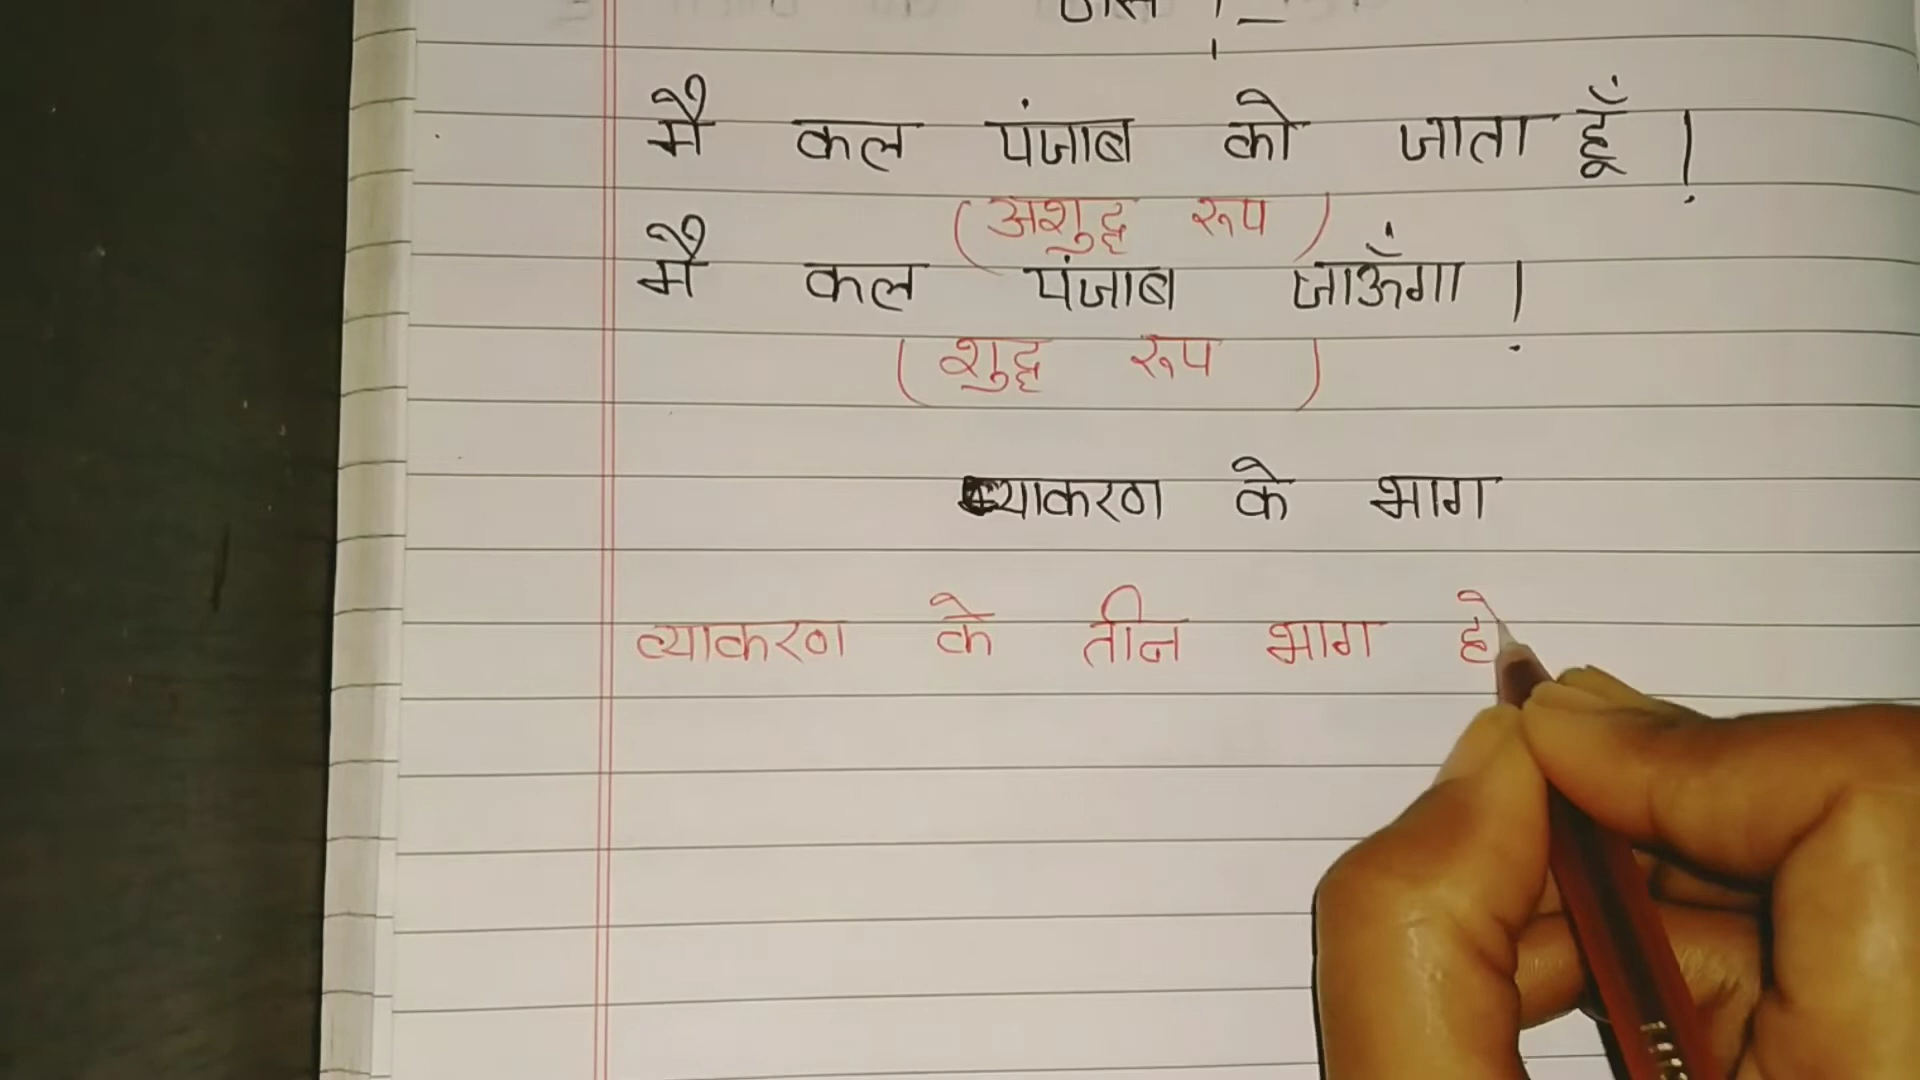 मै कल पंजाब को जाता हूँ।
(अशुद्ध रूप)
मै कल पंजाब जाऊँगा।
(शुद्ध रूप)
व्याकरण के भाग
व्याकरण के तीन भाग हो